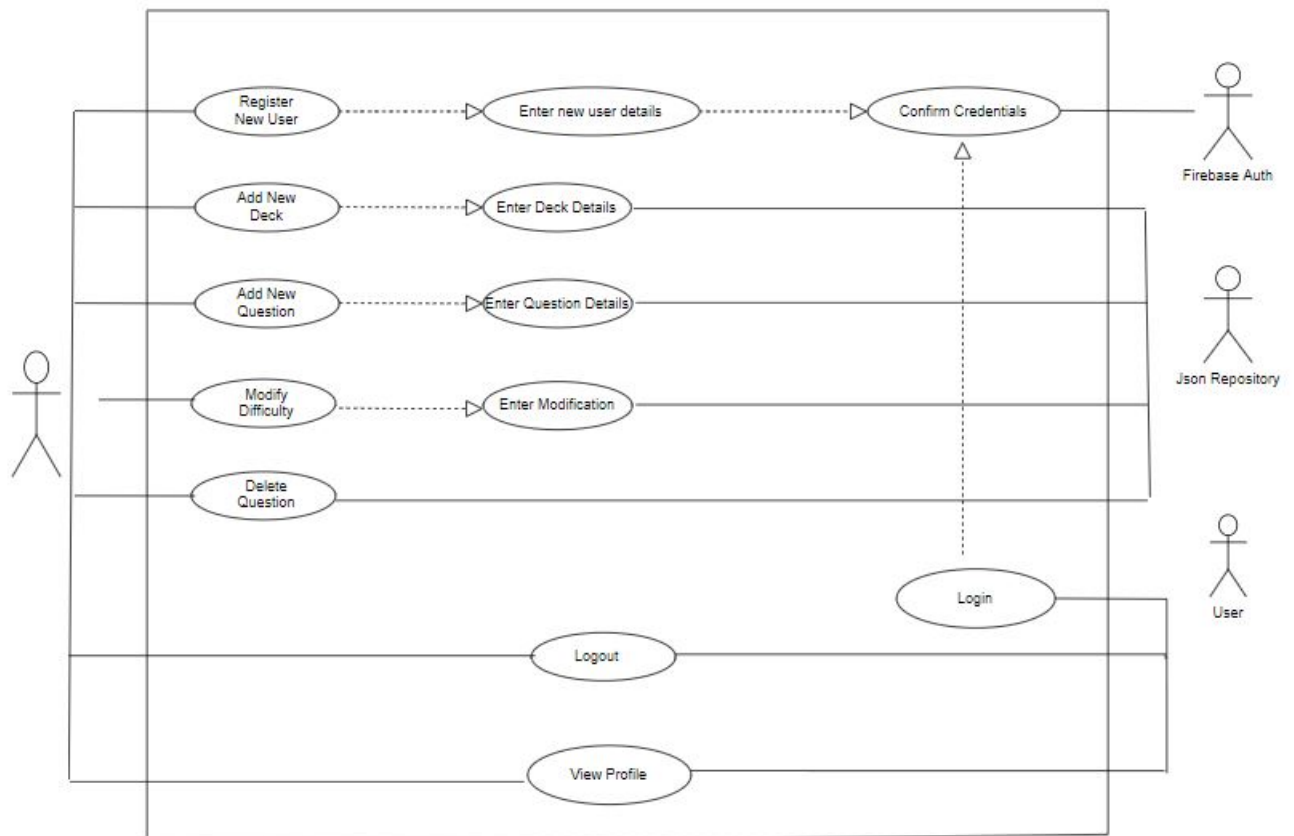 Register
New User
Enter new user details
Confirm Credentials
Firebase Auth
Add New
Deck
Enter Deck Details
Add New
Question
Enter Question Details
Json Repository
Modify
Difficulty
Enter Modification
Delete
Question
Login
User
Logout
View Profile